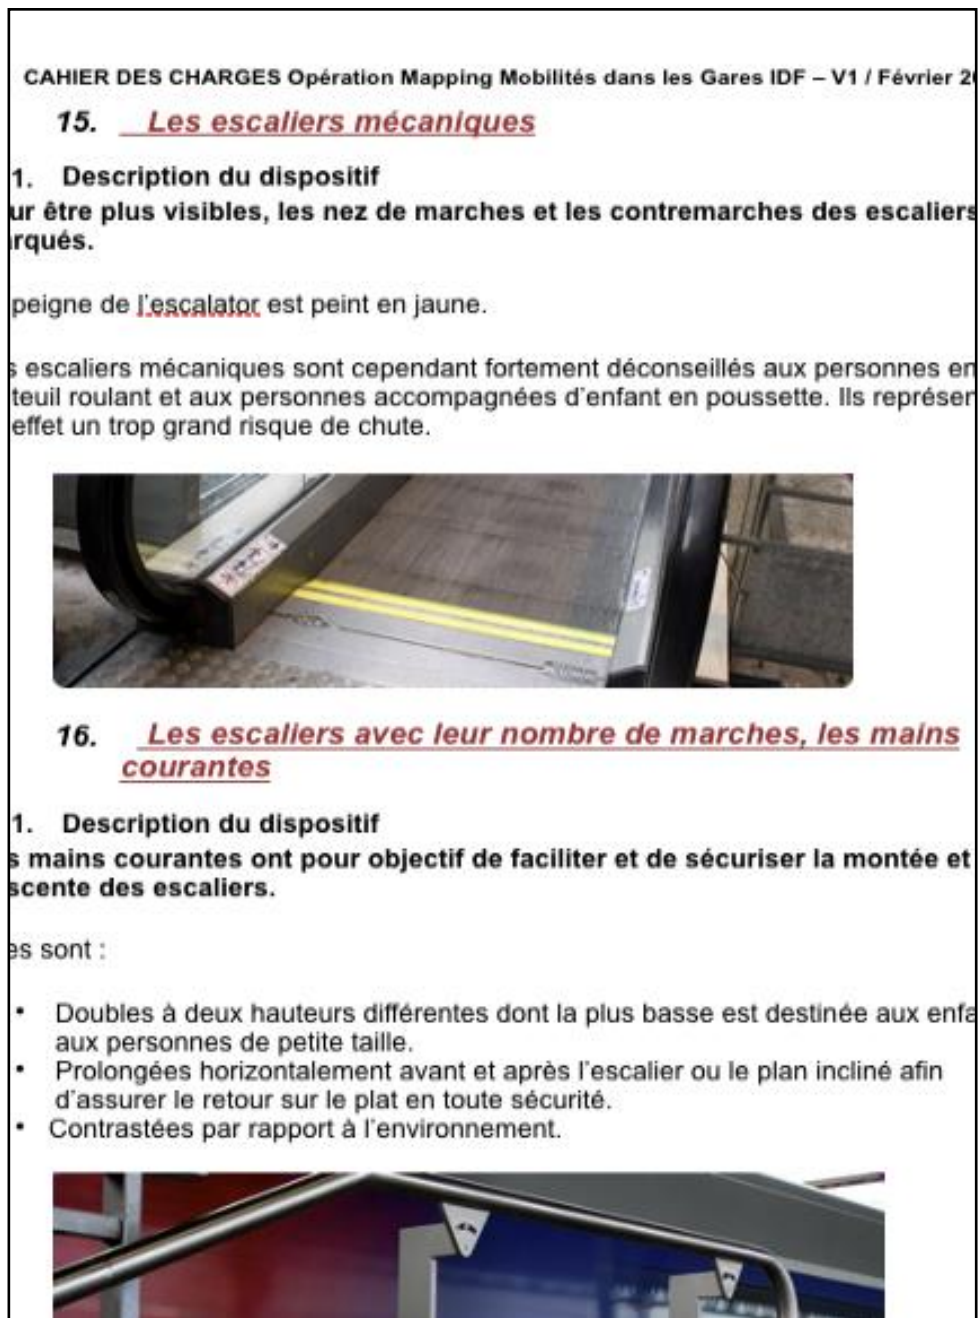 CAHIER DES CHARGES Opération Mapping Mobilités dans les Gares IDF – V1 / Février 2
15. Les escaliers mécaniques
1. Description du dispositif
ur être plus visibles, les nez de marches et les contremarches des escaliers
rqués.
peigne de l'escalator est peint en jaune.
s escaliers mécaniques sont cependant fortement déconseillés aux personnes en
teuil roulant et aux personnes accompagnées d'enfant en poussette. Ils représen
effet un trop grand risque de chute.
16. Les escaliers avec leur nombre de marches, les mains
courantes
1. Description du dispositif
s mains courantes ont pour objectif de faciliter et de sécuriser la montée et
scente des escaliers.
es sont :
• Doubles à deux hauteurs différentes dont la plus basse est destinée aux enfa
aux personnes de petite taille.
• Prolongées horizontalement avant et après l'escalier ou le plan incliné afin
d'assurer le retour sur le plat en toute sécurité.
• Contrastées par rapport à l'environnement.